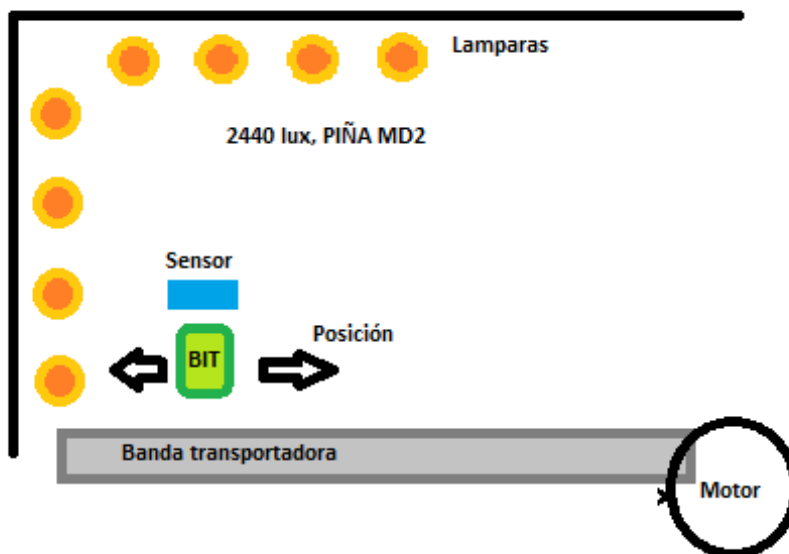 Lamparas
2440 lux, PIÑA MD2
Sensor
Posición
BIT
Banda transportadora
Motor